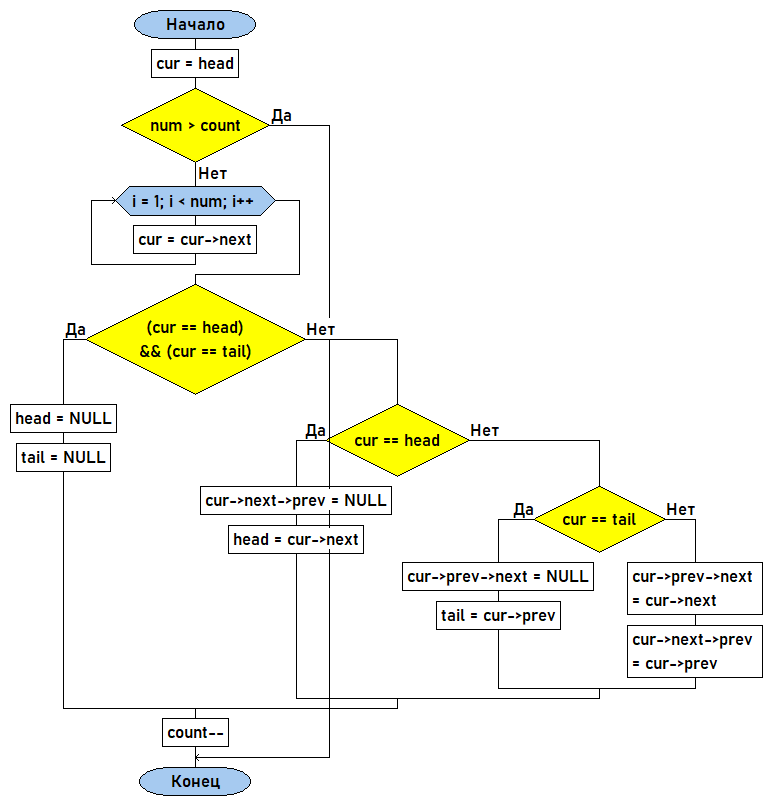 Начало
cur = head
num > count
Да
Нет
i = 1; i < num; i++
cur = cur->next
(cur == head)
&& (cur == tail)
Да
Нет
head = NULL
tail = NULL
cur == head
Да
Нет
cur->next->prev = NULL
head = cur->next
cur == tail
Да
Нет
cur->prev->next = NULL
tail = cur->prev
cur->prev->next
= cur->next
cur->next->prev
= cur->prev
count--
Конец